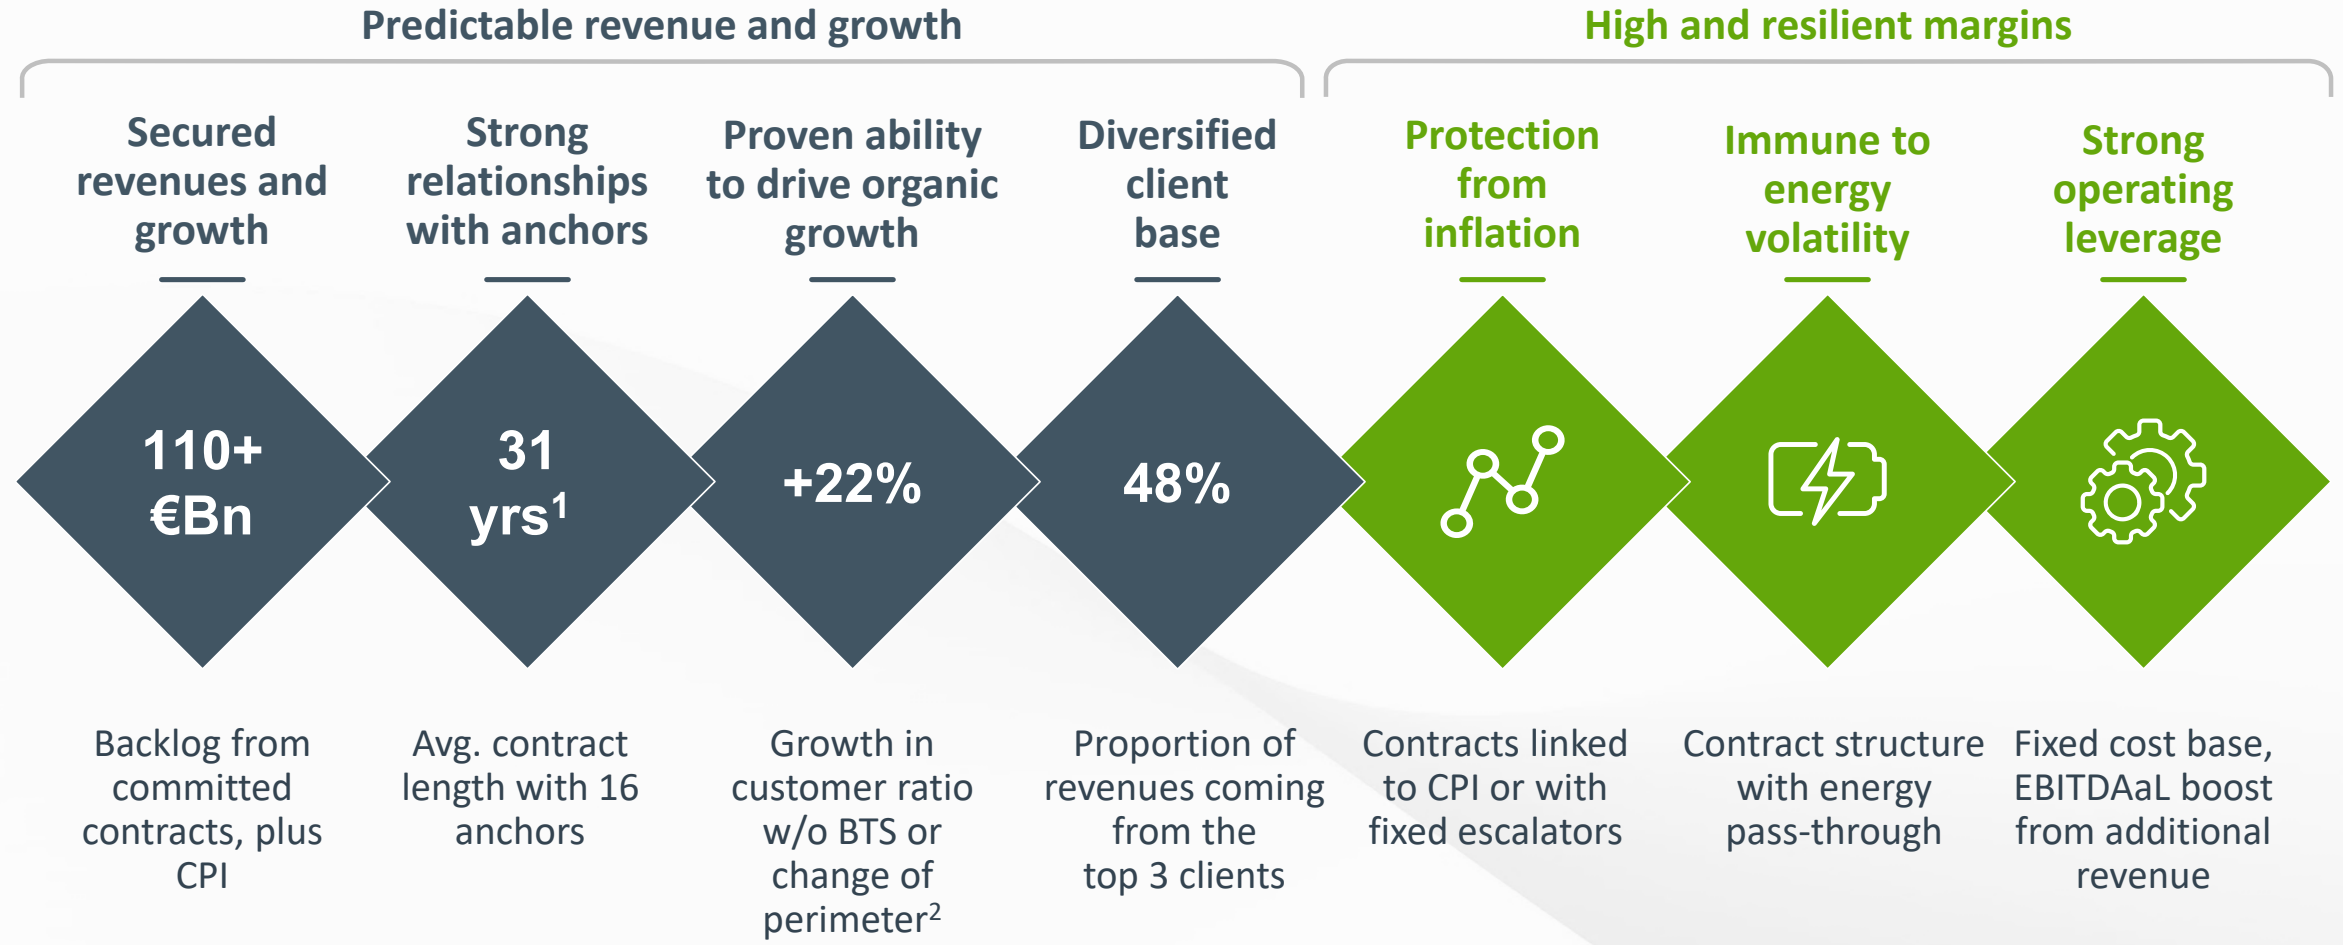 Predictable revenue and growth
High and resilient margins
Secured
revenues and
growth
Strong
relationships
with anchors
Proven ability
to drive organic
growth
Diversified
client
base
Protection
from
inflation
Immune to
energy
volatility
Strong
operating
leverage
110+
€Bn
31
yrs¹
+22%
48%
Backlog from
committed
contracts, plus
CPI
Avg. contract
length with 16
anchors
Growth in
customer ratio
w/o BTS or
change of
perimeter²
Proportion of
revenues coming
from the
top 3 clients
Contracts linked
to CPI or with
fixed escalators
Contract structure
with energy
pass-through
Fixed cost base,
EBITDAaL boost
from additional
revenue